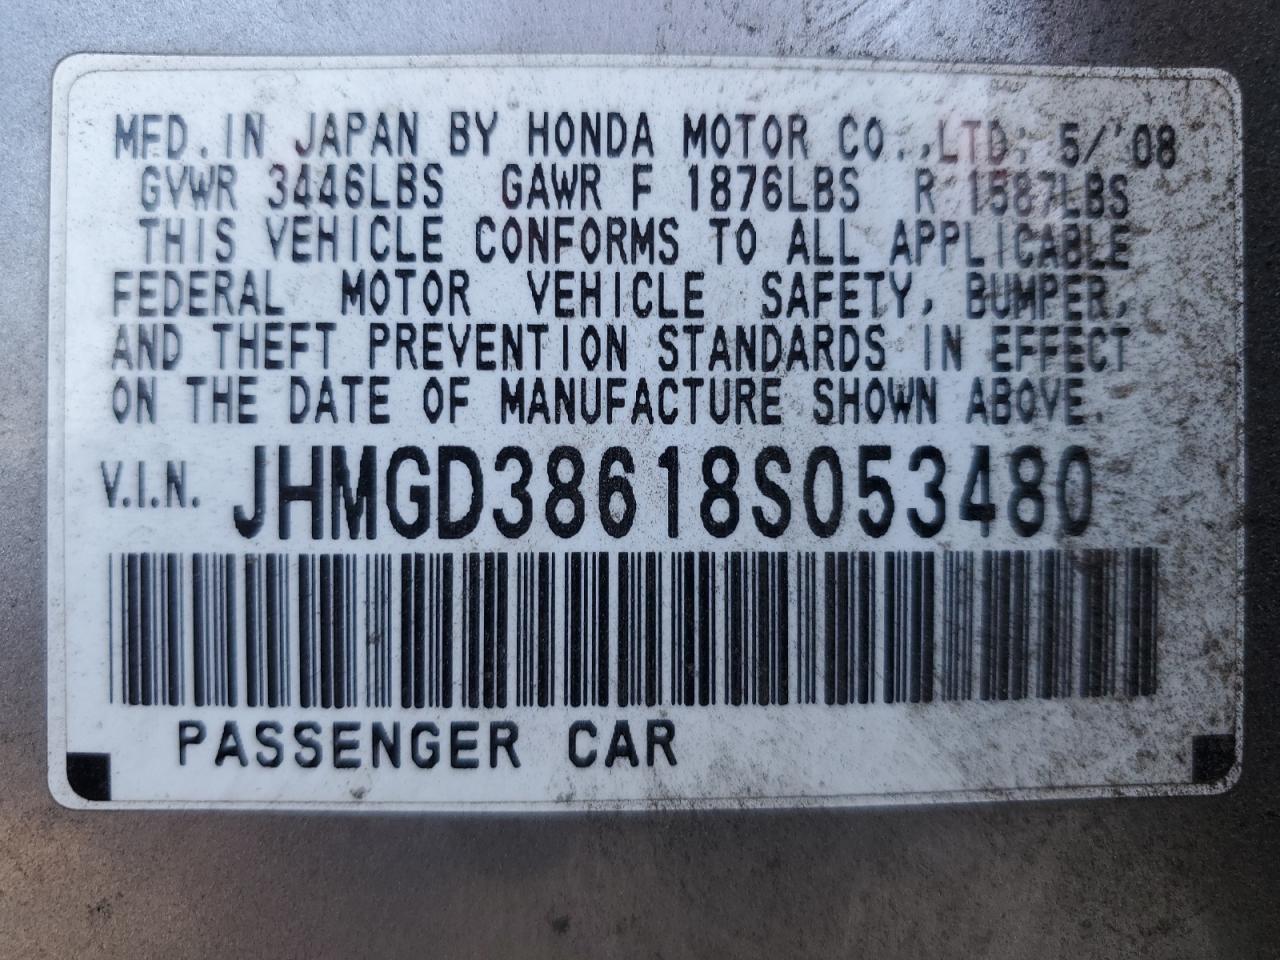 MFD. IN JAPAN BY HONDA MOTOR CO.,LTD. 5/'08
GVWR 3446LBS GAWR F 1876LBS R 1587LBS
THIS VEHICLE CONFORMS TO ALL APPLICABLE
FEDERAL MOTOR VEHICLE SAFETY, BUMPER,
AND THEFT PREVENTION STANDARDS IN EFFECT
ON THE DATE OF MANUFACTURE SHOWN ABOVE.
V.I.N. JHMGD38618S053480
PASSENGER CAR